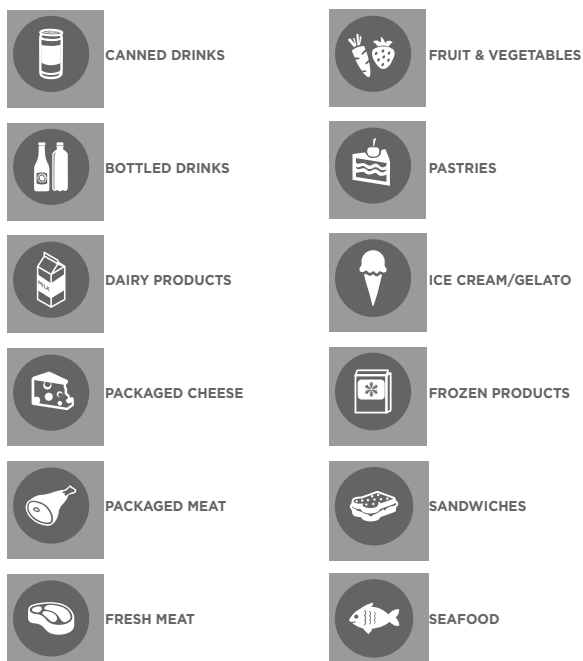 CANNED DRINKS
FRUIT & VEGETABLES
BOTTLED DRINKS
PASTRIES
MILK
DAIRY PRODUCTS
ICE CREAM/GELATO
PACKAGED CHEESE
FROZEN PRODUCTS
PACKAGED MEAT
SANDWICHES
FRESH MEAT
SEAFOOD